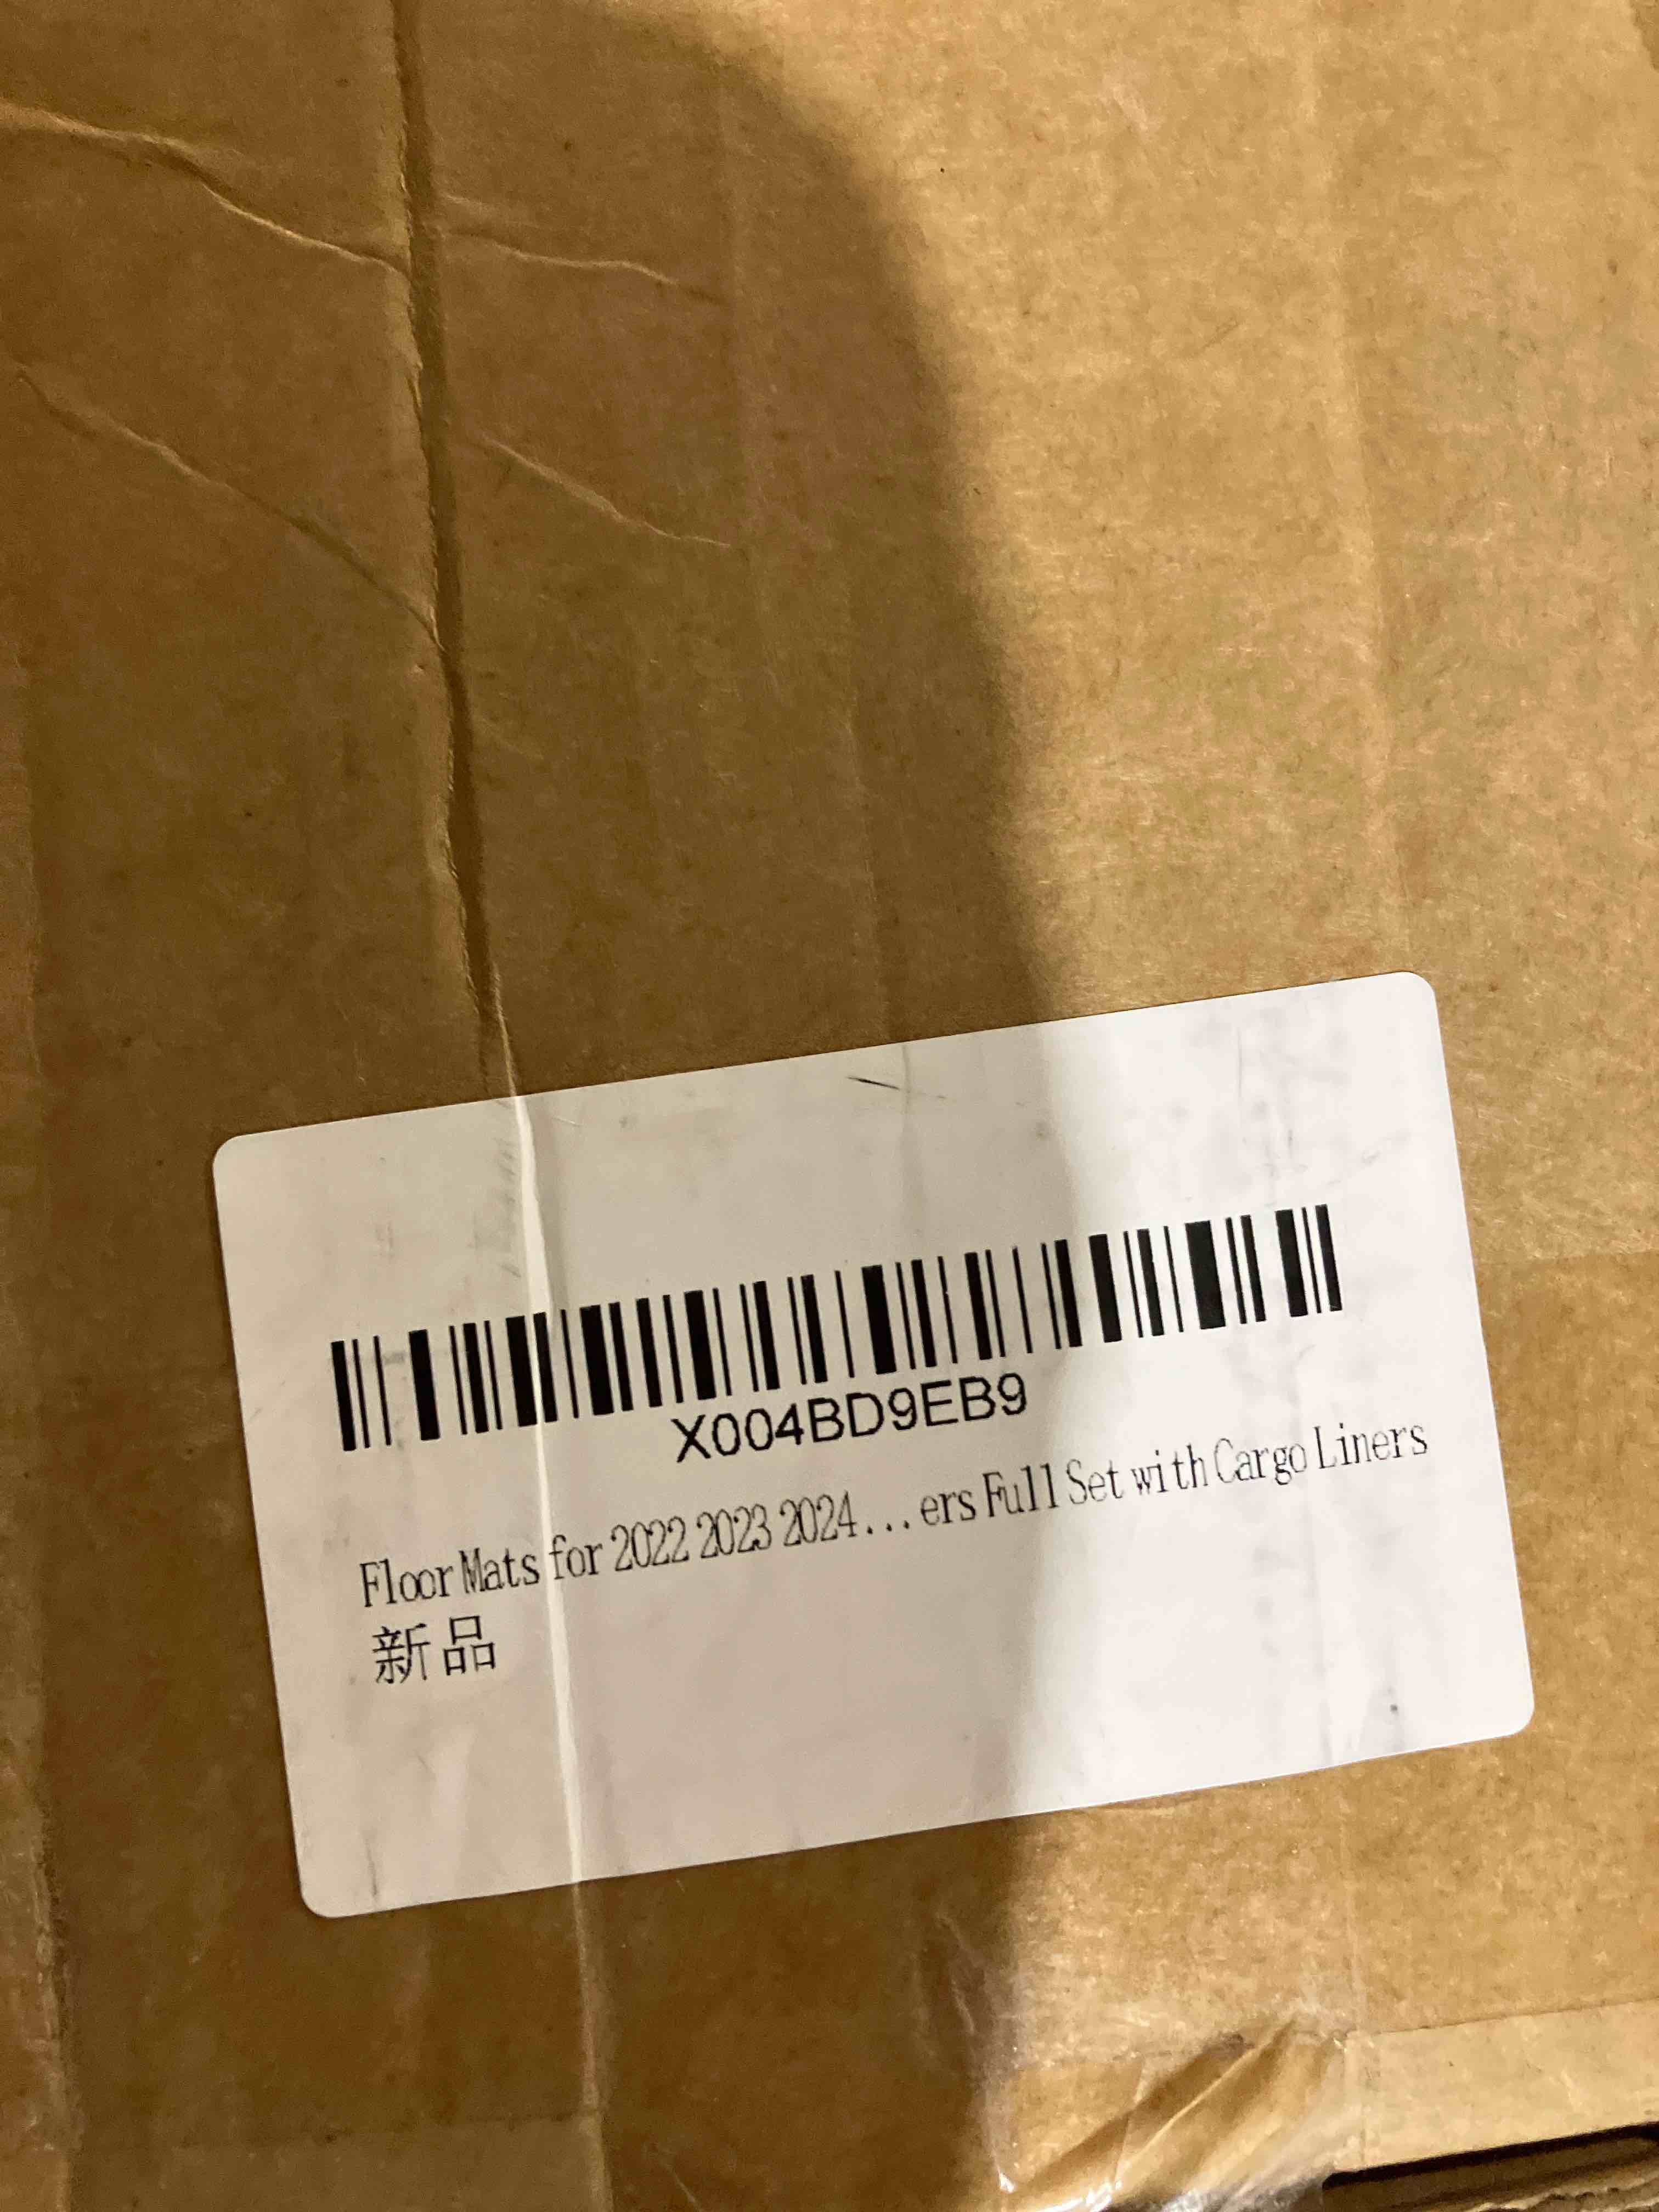 X004BD9EB9
Floor Mats for 2022 2023 2024...ers Full Set with Cargo Liners
新品